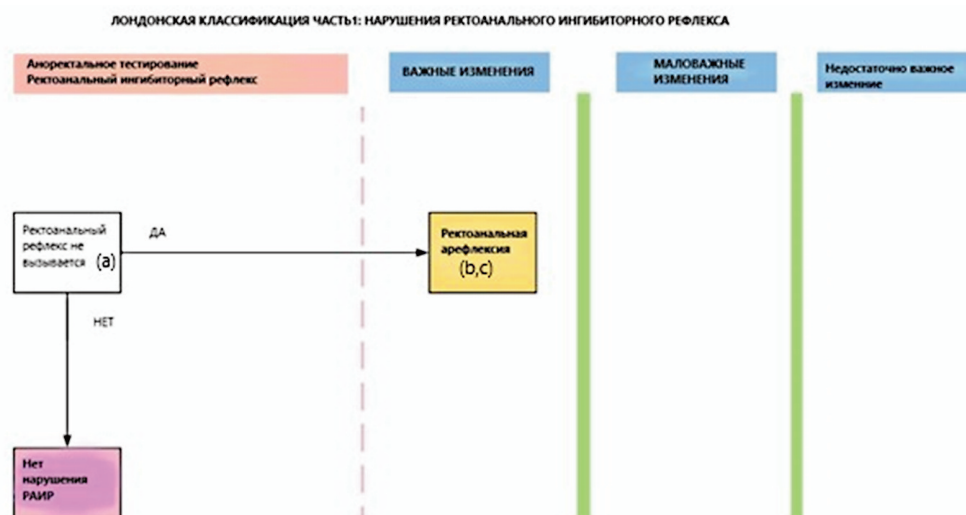 ЛОНДОНСКАЯ КЛАССИФИКАЦИЯ ЧАСТЬ1: НАРУШЕНИЯ РЕКТОАНАЛЬНОГО ИНГИБИТОРНОГО РЕФЛЕКСА
Аноректальное тестирование
Ректоанальный ингибиторный рефлекс
ВАЖНЫЕ ИЗМЕНЕНИЯ
МАЛОВАЖНЫЕ
ИЗМЕНЕНИЯ
Недостаточно важное
изменние
Ректоанальный
рефлекс не
вызывается (a)
ДА
Ректоанальная
арефлексия
(b,c)
НЕТ
Нет
нарушения
РАИР